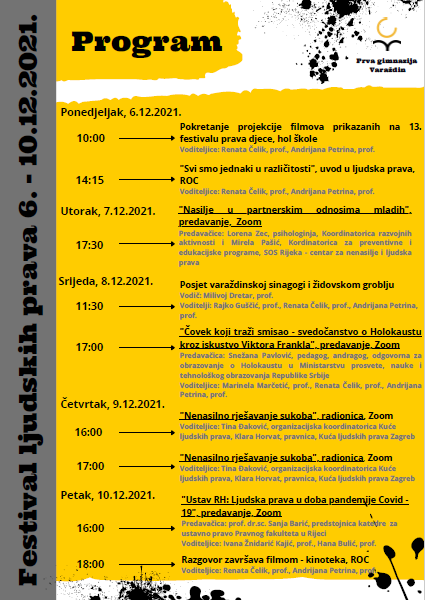 Festival ljudskih prava 6. - 10.12.2021.
Program
Prva gimnazija
Varaždin
Ponedjeljak, 6.12.2021.
10:00
Pokretanje projekcije filmova prikazanih na 13.
festivalu prava djece, hol škole
Voditeljice: Renata Čelik, prof., Andrijana Petrina, prof.
14:15
"Svi smo jednaki u različitosti", uvod u ljudska prava,
ROC
Voditeljice: Renata Čelik, prof., Andrijana Petrina, prof.
Utorak, 7.12.2021.
17:30
"Nasilje u partnerskim odnosima mladih",
predavanje, Zoom
Predavačice: Lorena Zec, psihologinja, Koordinatorica razvojnih
aktivnosti i Mirela Pašić, Kordinatorica za preventivne i
edukacijske programe, SOS Rijeka - centar za nenasilje i ljudska
prava
Srijeda, 8.12.2021.
11:30
Posjet varaždinskoj sinagogi i židovskom groblju
Vodič: Milivoj Dretar, prof.
Voditelji: Rajko Guščić, prof., Renata Čelik, prof., Andrijana Petrina,
prof.
17:00
"Čovek koji traži smisao - svedočanstvo o Holokaustu
kroz iskustvo Viktora Frankla", predavanje, Zoom
Predavačica: Snežana Pavlović, pedagog, andragog, odgovorna za
obrazovanje o Holokaustu u Ministarstvu prosvete, nauke i
tehnološkog obrazovanja Republike Srbije
Voditeljice: Marinela Marčetić, prof., Renata Čelik, prof., Andrijana
Petrina, prof.
Četvrtak, 9.12.2021.
16:00
"Nenasilno rješavanje sukoba", radionica, Zoom
Voditeljice: Tina Đaković, organizacijska koordinatorica Kuće
ljudskih prava, Klara Horvat, pravnica, Kuća ljudskih prava Zagreb
17:00
"Nenasilno rješavanje sukoba", radionica, Zoom
Voditeljice: Tina Đaković, organizacijska koordinatorica Kuće
ljudskih prava, Klara Horvat, pravnica, Kuća ljudskih prava Zagreb
Petak, 10.12.2021.
16:00
"Ustav RH: Ljudska prava u doba pandemije Covid -
19", predavanje, Zoom
Predavačica: prof. dr.sc. Sanja Barić, predstojnica katedre za
ustavno pravo Pravnog fakulteta u Rijeci
Voditeljice: Ivana Žnidarić Kajić, prof., Hana Bulić, prof.
18:00
Razgovor završava filmom - kinoteka, ROC
Voditeljice: Renata Čelik, prof., Andrijana Petrina, prof.